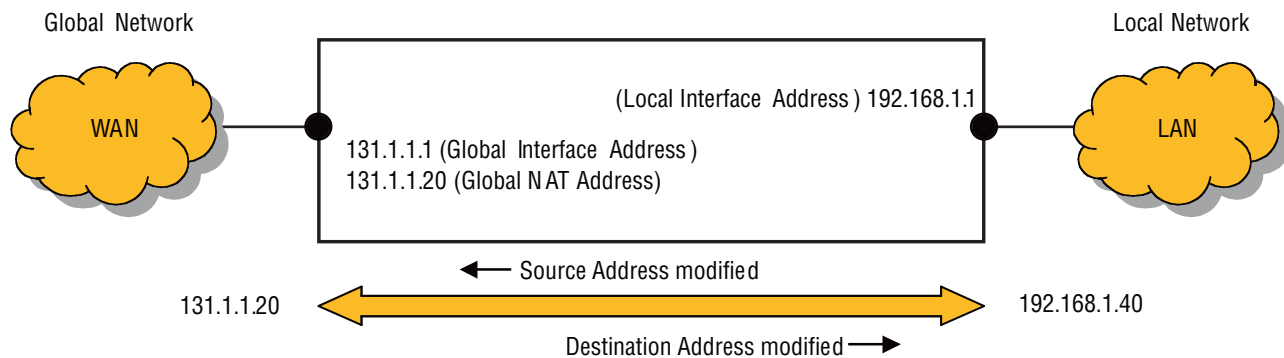 Global Network
Local Network
WAN
LAN
(Local Interface Address) 192.168.1.1
131.1.1.1 (Global Interface Address)
131.1.1.20 (Global NAT Address)
Source Address modified
131.1.1.20
192.168.1.40
Destination Address modified